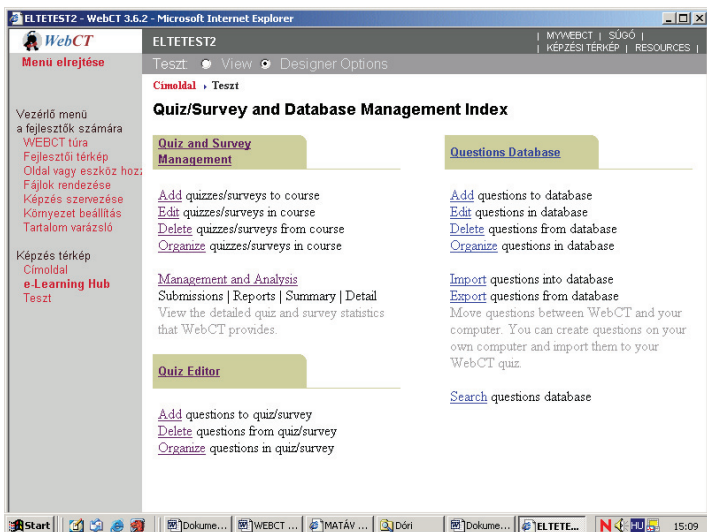 ELTETEST2 - WebCT 3.6.2 - Microsoft Internet Explorer
WebCT
ELTETEST2
| MYWEBCT | SÚGÓ |
| KÉPZÉSI TÉRKÉP | RESOURCES |
Menü elrejtése
Teszt: View Designer Options
Címoldal › Teszt
Quiz/Survey and Database Management Index
Vezérlő menü
a fejlesztők számára
WEBCT túra
Fejlesztői térkép
Oldal vagy eszköz hozz
Fájlok rendezése
Képzés szervezése
Környezet beállítás
Tartalom varázsló
Képzés térkép
Címoldal
e-Learning Hub
Teszt
Quiz and Survey
Management
Add quizzes/surveys to course
Edit quizzes/surveys in course
Delete quizzes/surveys from course
Organize quizzes/surveys in course
Management and Analysis
Submissions | Reports | Summary | Detail
View the detailed quiz and survey statistics
that WebCT provides.
Quiz Editor
Add questions to quiz/survey
Delete questions from quiz/survey
Organize questions in quiz/survey
Questions Database
Add questions to database
Edit questions in database
Delete questions from database
Organize questions in database
Import questions into database
Export questions from database
Move questions between WebCT and your
computer. You can create questions on your
own computer and import them to your
WebCT quiz.
Search questions database
Start
Dokume...
WEBCT ...
MATÁV ...
Dóri
Dokume...
ELTETE...
N
HU
15:09